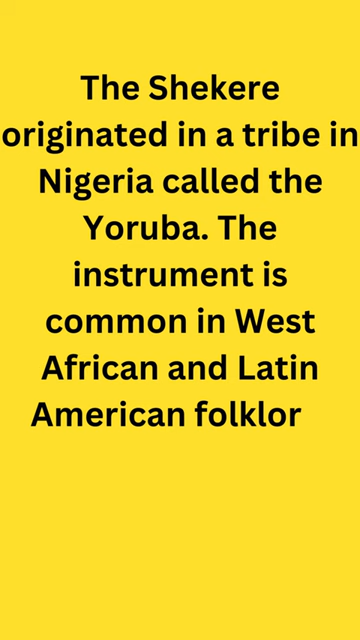 The Shekere
originated in a tribe in
Nigeria called the
Yoruba. The
instrument is
common in West
African and Latin
American folklor